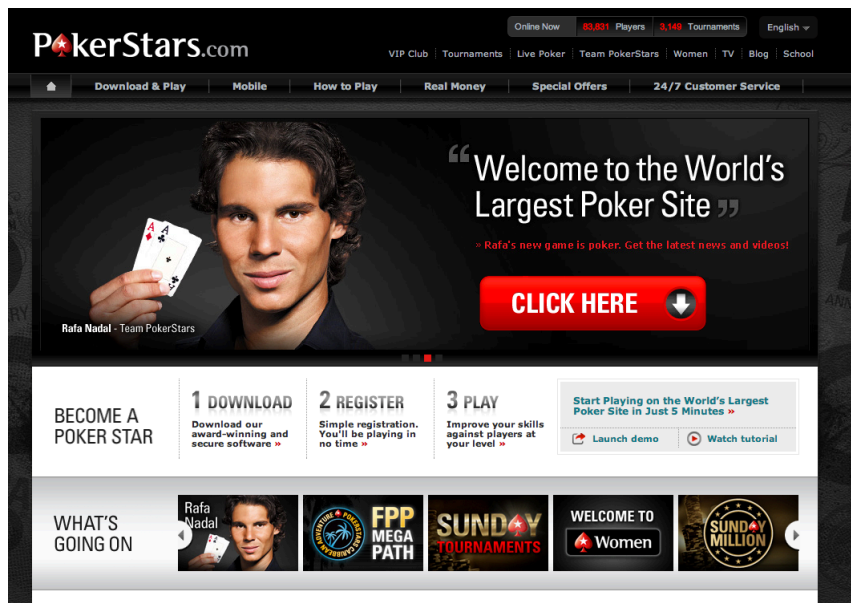 PokerStars.com
Online Now 83,831 Players 3,149 Tournaments English
VIP Club Tournaments Live Poker Team PokerStars Women TV Blog School
Download & Play Mobile How to Play Real Money Special Offers 24/7 Customer Service
“Welcome to the World's
Largest Poker Site”
» Rafa's new game is poker. Get the latest news and videos!
CLICK HERE
A A
Rafa Nadal - Team PokerStars
BECOME A
POKER STAR
1 DOWNLOAD
Download our
award-winning and
secure software »
2 REGISTER
Simple registration.
You'll be playing in
no time »
3 PLAY
Improve your skills
against players at
your level »
Start Playing on the World's Largest
Poker Site in Just 5 Minutes »
Launch demo Watch tutorial
WHAT'S
GOING ON
Rafa
Nadal
POKERSTARS CARIBBEAN ADVENTURE
FPP
MEGA
PATH
SUNDAY
TOURNAMENTS
WELCOME TO
Women
SUNDAY
MILLION